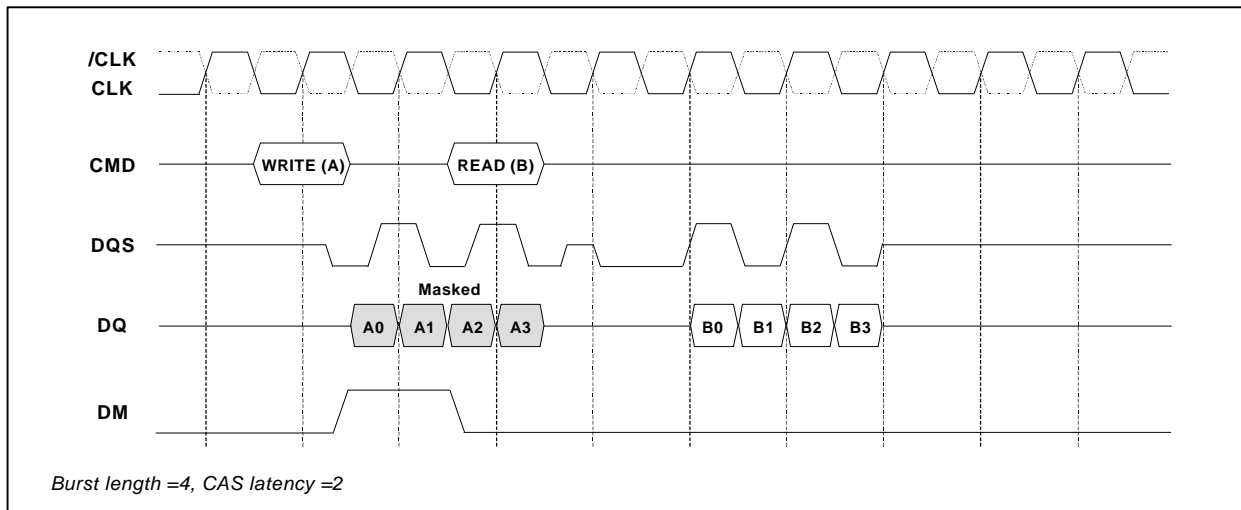 /CLK
CLK
CMD WRITE (A) READ (B)
DQS
Masked
DQ A0 A1 A2 A3 B0 B1 B2 B3
DM
Burst length =4, CAS latency =2